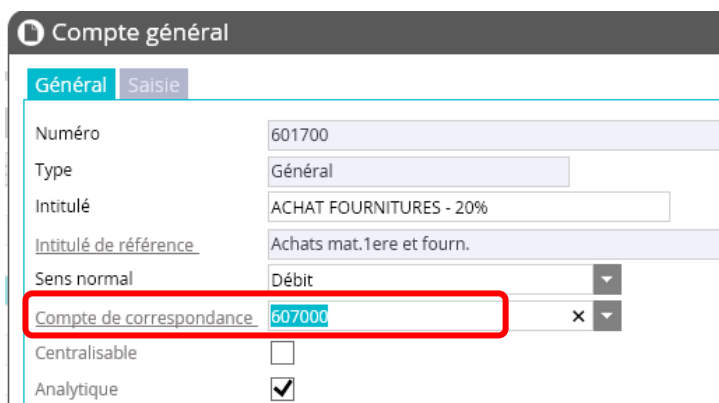 Compte général
Général Saisie
Numéro 601700
Type Général
Intitulé ACHAT FOURNITURES - 20%
Intitulé de référence Achats mat.1ere et fourn.
Sens normal Débit
Compte de correspondance 607000
Centralisable
Analytique